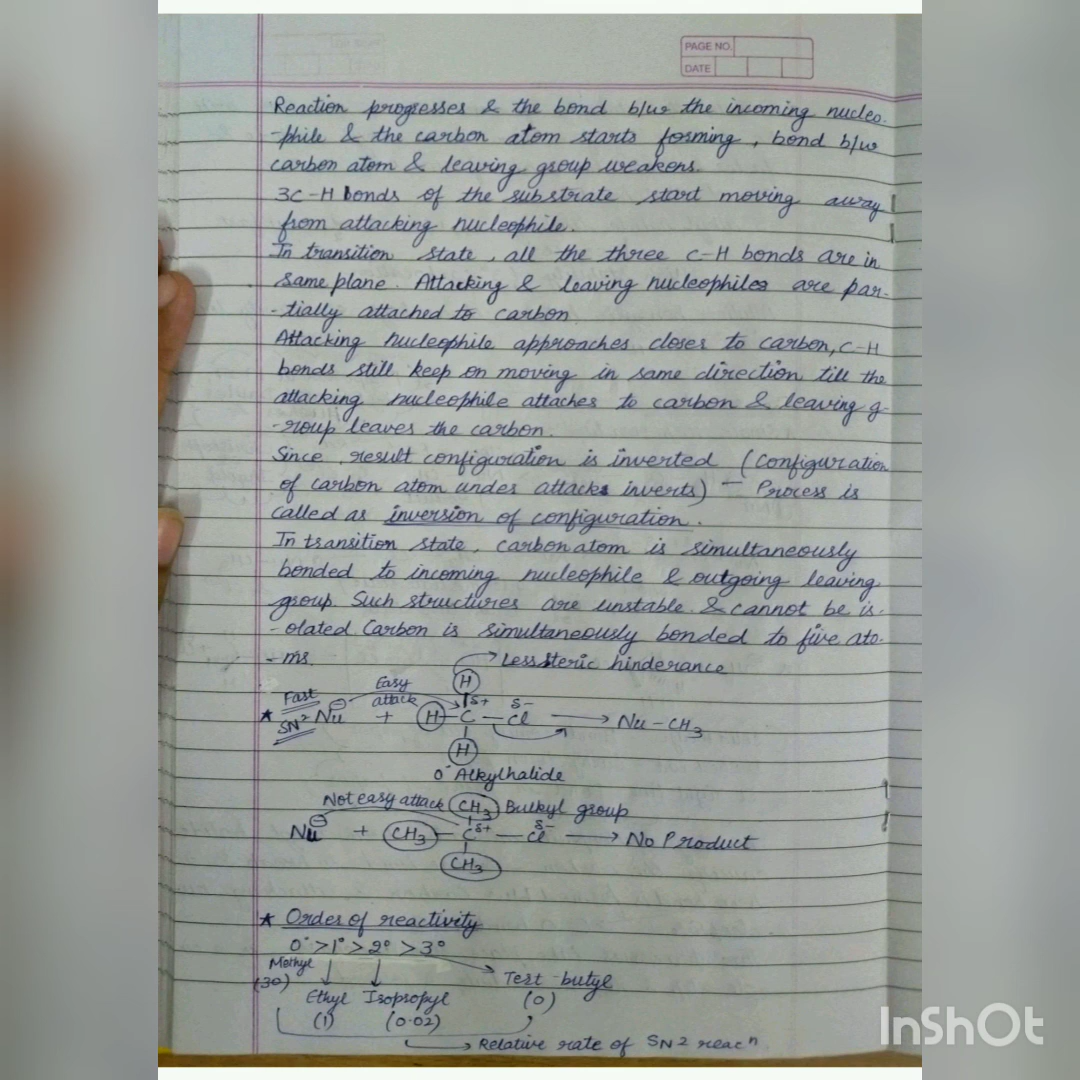 PAGE NO.
DATE
Reaction progresses & the bond b/w the incoming nucleo-
-phile & the carbon atom starts forming, bond b/w
carbon atom & leaving group weakens.
3C-H bonds of the substrate start moving away
from attacking nucleophile.
In transition state, all the three C-H bonds are in
same plane. Attacking & leaving nucleophiles are par-
-tially attached to carbon
Attacking nucleophile approaches closer to carbon, C-H
bonds still keep on moving in same direction till the
attacking nucleophile attaches to carbon & leaving g-
-roup leaves the carbon.
Since result configuration is inverted (Configuration
of carbon atom under attacks inverts) - Process is
called as inversion of configuration.
In transition state, carbon atom is simultaneously
bonded to incoming nucleophile & outgoing leaving
group. Such structures are unstable & cannot be is-
-olated Carbon is simultaneously bonded to five ato-
-ms.
→ Less steric hinderance
H
Fast
Easy attack
★ SN² Nu⊖ + H-C^δ+-Cl^δ- → Nu-CH₃
H
0° Alkylhalide
Not easy attack CH₃ Bulkyl group
Nu⊖ + CH₃-C^δ+-Cl^δ- → No Product
CH₃
★ Order of reactivity
0° > 1° > 2° > 3°
Methyl (30)
Tert-butyl (0)
Ethyl (1) Isopropyl (0.02)
→ Relative rate of SN2 reacⁿ
InShOt